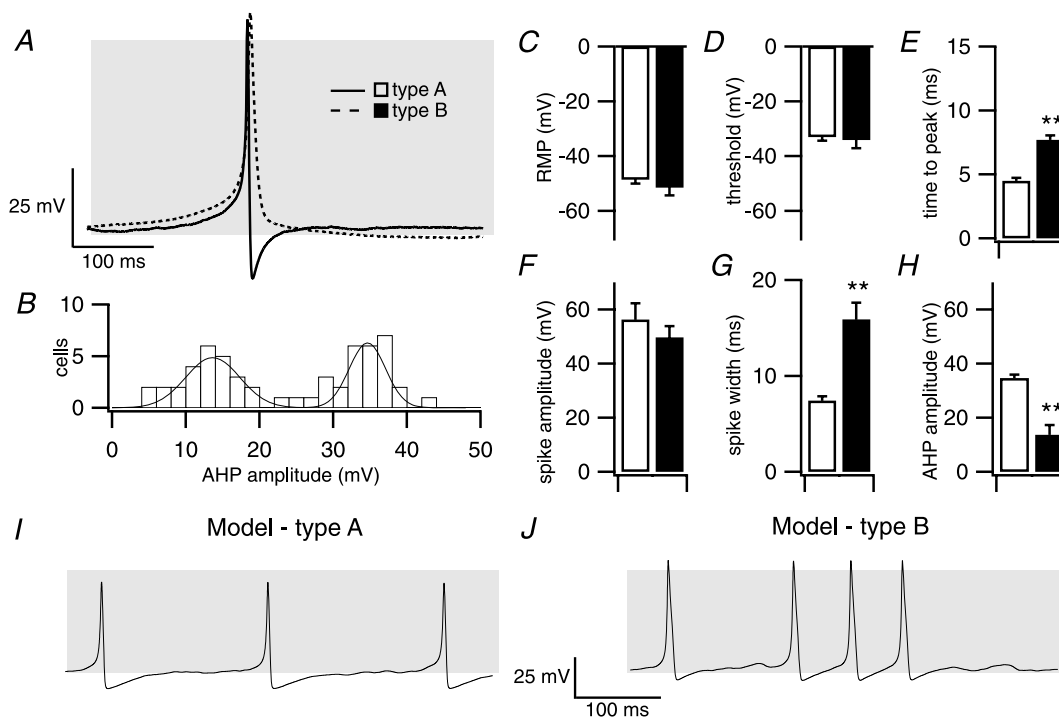 A
type A
type B
25 mV
100 ms
B
10
5
0
cells
0 10 20 30 40 50
AHP amplitude (mV)
C
0
-20
-40
-60
RMP (mV)
D
0
-20
-40
-60
threshold (mV)
E
15
10
5
0
time to peak (ms)
**
F
60
40
20
0
spike amplitude (mV)
G
20
10
0
spike width (ms)
**
H
60
40
20
0
AHP amplitude (mV)
**
I
Model - type A
J
Model - type B
25 mV
100 ms